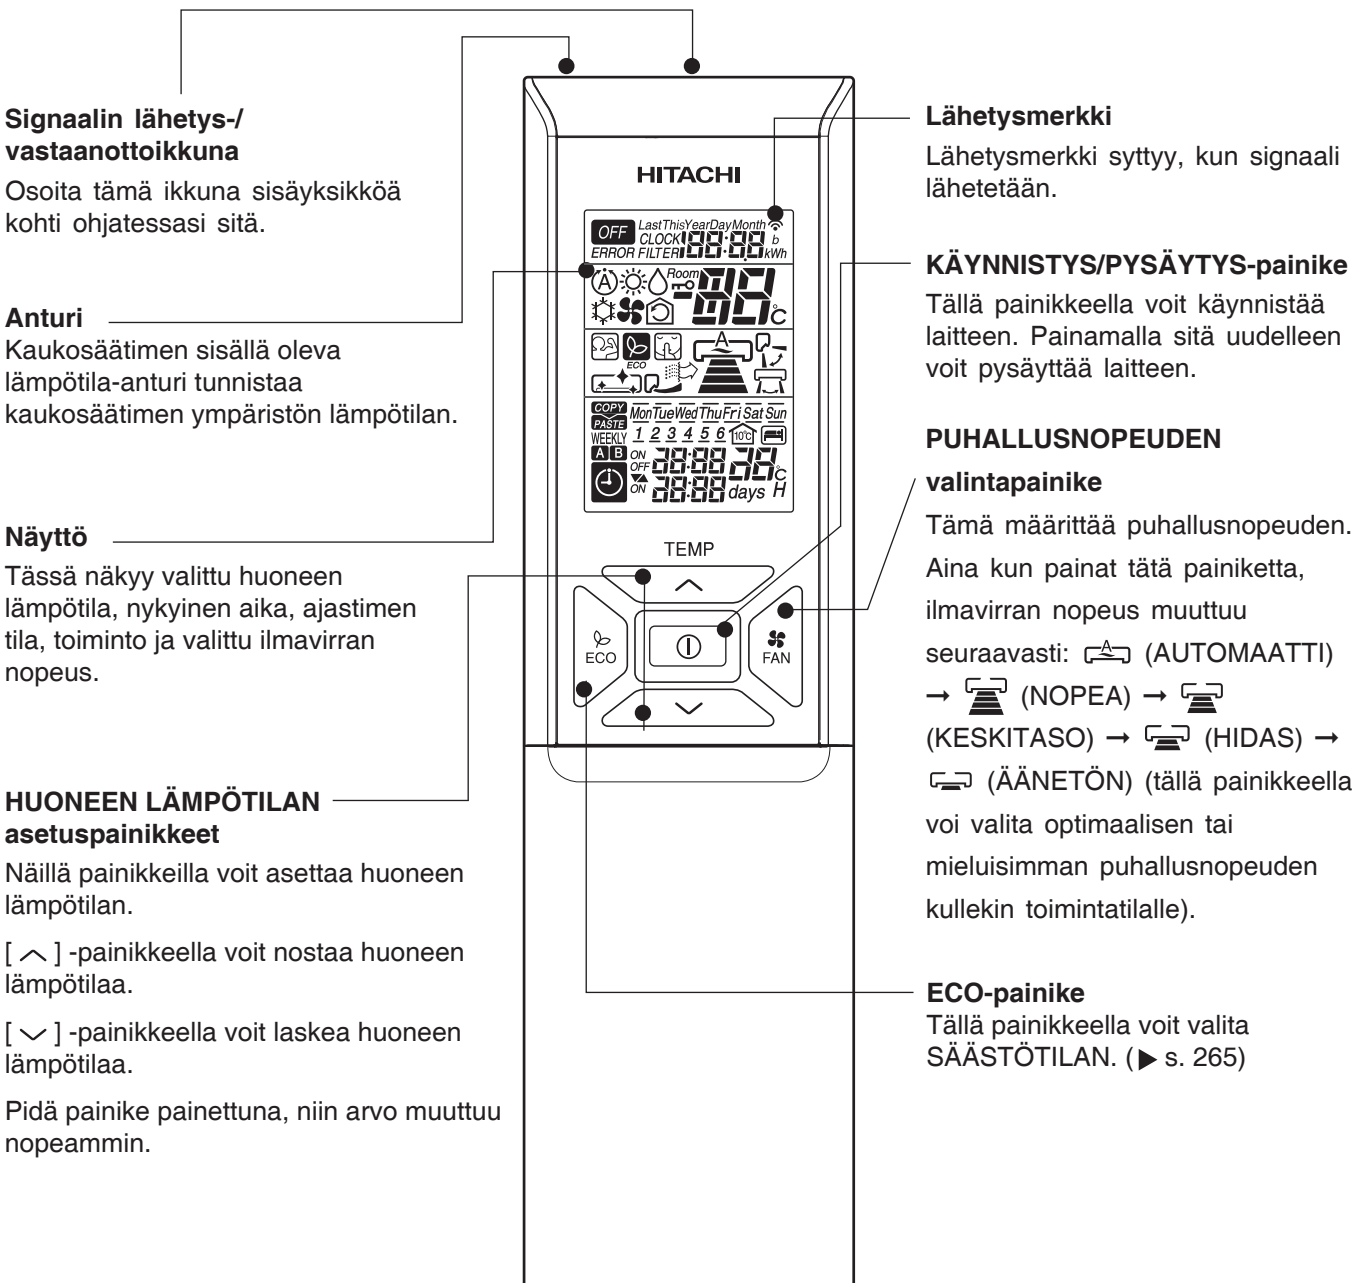 Signaalin lähetys-/
vastaanottoikkuna
Osoita tämä ikkuna sisäyksikköä
kohti ohjatessasi sitä.
Anturi
Kaukosäätimen sisällä oleva
lämpötila-anturi tunnistaa
kaukosäätimen ympäristön lämpötilan.
Näyttö
Tässä näkyy valittu huoneen
lämpötila, nykyinen aika, ajastimen
tila, toiminto ja valittu ilmavirran
nopeus.
HUONEEN LÄMPÖTILAN
asetuspainikkeet
Näillä painikkeilla voit asettaa huoneen
lämpötilan.
[ ︿ ] -painikkeella voit nostaa huoneen
lämpötilaa.
[ ﹀ ] -painikkeella voit laskea huoneen
lämpötilaa.
Pidä painike painettuna, niin arvo muuttuu
nopeammin.
HITACHI
OFF Last This Year Day Month
CLOCK 188:88 b
ERROR FILTER kWh
A Room -88 °C
A
ECO
COPY Mon Tue Wed Thu Fri Sat Sun
PASTE
WEEKLY 1 2 3 4 5 6 10°C
A B ON 38:88 38 °C
OFF
ON 38:88 days H
TEMP
ECO
FAN
Lähetysmerkki
Lähetysmerkki syttyy, kun signaali
lähetetään.
KÄYNNISTYS/PYSÄYTYS-painike
Tällä painikkeella voit käynnistää
laitteen. Painamalla sitä uudelleen
voit pysäyttää laitteen.
PUHALLUSNOPEUDEN
valintapainike
Tämä määrittää puhallusnopeuden.
Aina kun painat tätä painiketta,
ilmavirran nopeus muuttuu
seuraavasti: A (AUTOMAATTI)
→ (NOPEA) →
(KESKITASO) → (HIDAS) →
(ÄÄNETÖN) (tällä painikkeella
voi valita optimaalisen tai
mieluisimman puhallusnopeuden
kullekin toimintatilalle).
ECO-painike
Tällä painikkeella voit valita
SÄÄSTÖTILAN. (▶ s. 265)